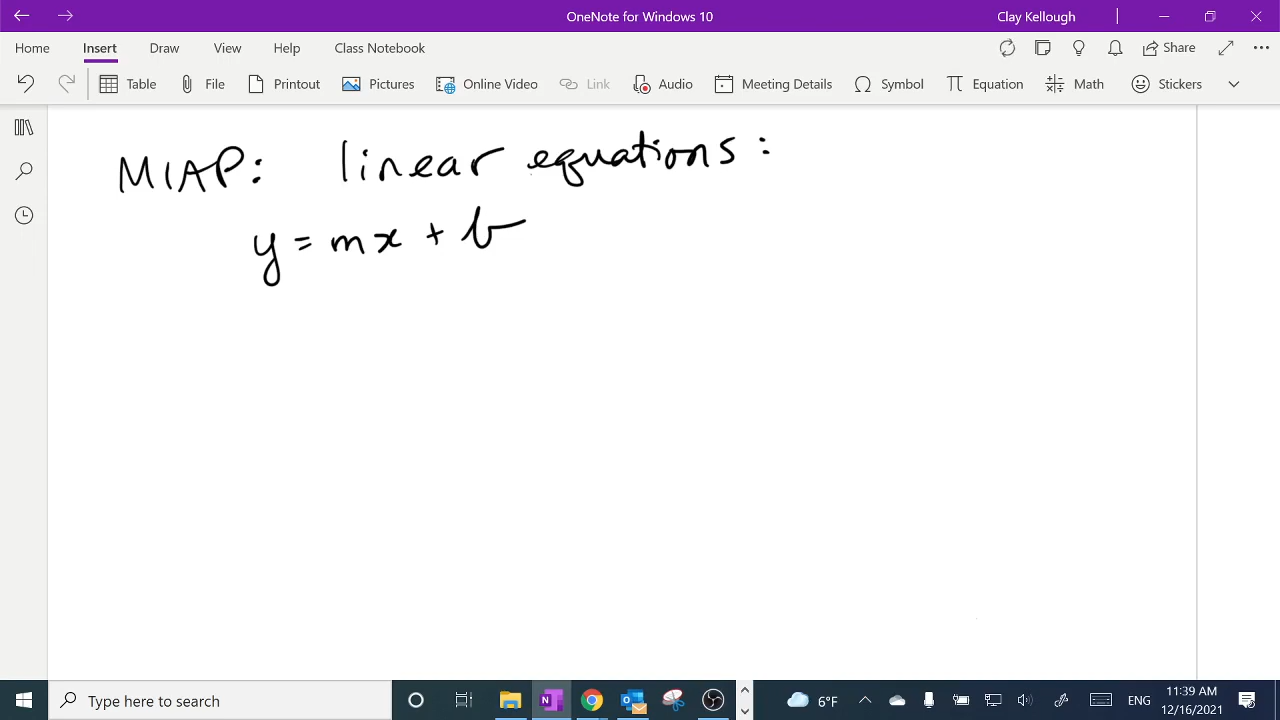 OneNote for Windows 10
Clay Kellough
Home Insert Draw View Help Class Notebook Share
Table File Printout Pictures Online Video Link Audio Meeting Details Symbol Equation Math Stickers
MIAP: linear equations:
y = mx + b
Type here to search
6°F ENG 11:39 AM
12/16/2021